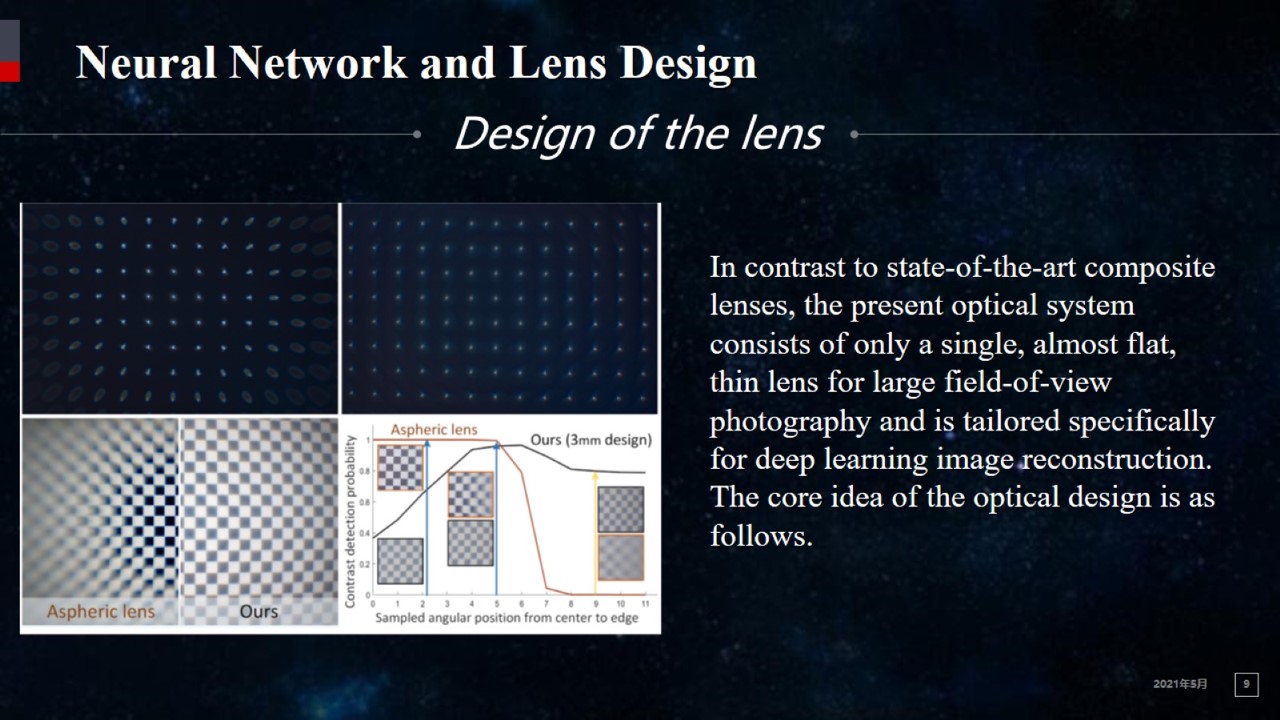 Neural Network and Lens Design
Design of the lens
Aspheric lens
Ours
Aspheric lens
Ours (3mm design)
Contrast detection probability
1
0.8
0.6
0.4
0.2
0
0 1 2 3 4 5 6 7 8 9 10 11
Sampled angular position from center to edge
In contrast to state-of-the-art composite
lenses, the present optical system
consists of only a single, almost flat,
thin lens for large field-of-view
photography and is tailored specifically
for deep learning image reconstruction.
The core idea of the optical design is as
follows.
2021年5月
9